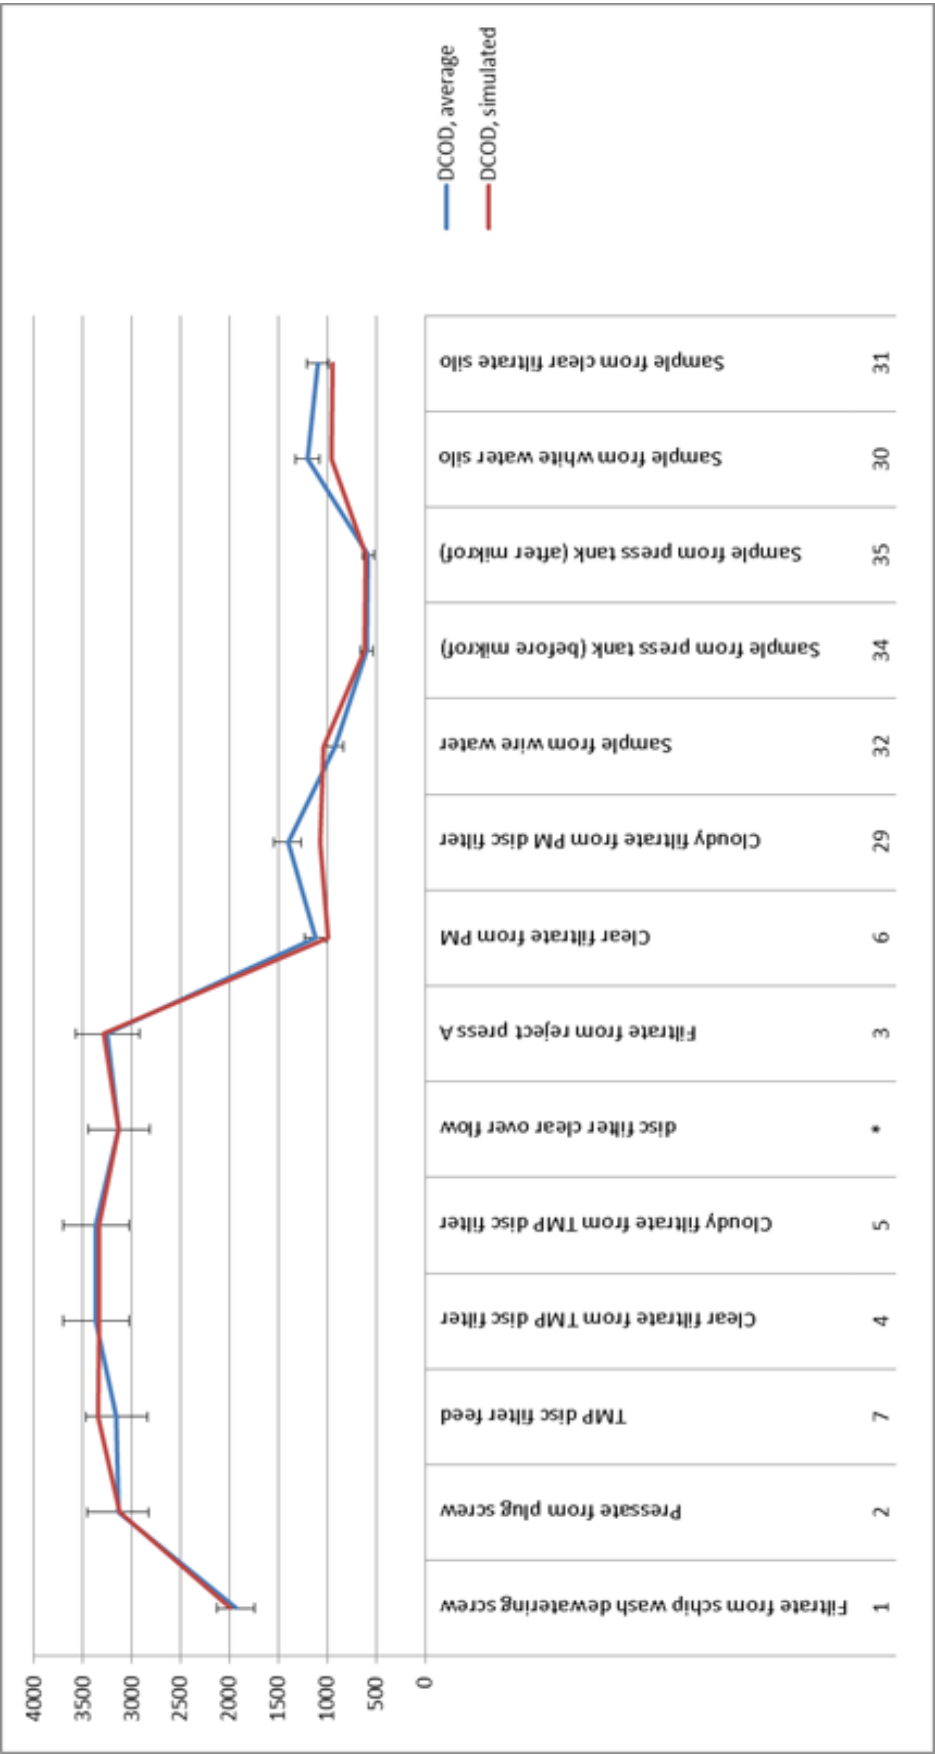 4000
3500
3000
2500
2000
1500
1000
500
0
Filtrate from schip wash dewatering screw
Pressate from plug screw
TMP disc filter feed
Clear filtrate from TMP disc filter
Cloudy filtrate from TMP disc filter
disc filter clear over flow
Filtrate from reject press A
Clear filtrate from PM
Cloudy filtrate from PM disc filter
Sample from wire water
Sample from press tank (before mikrof)
Sample from press tank (after mikrof)
Sample from white water silo
Sample from clear filtrate silo
1 2 7 4 5 * 3 6 29 32 34 35 30 31
DCOD, average
DCOD, simulated